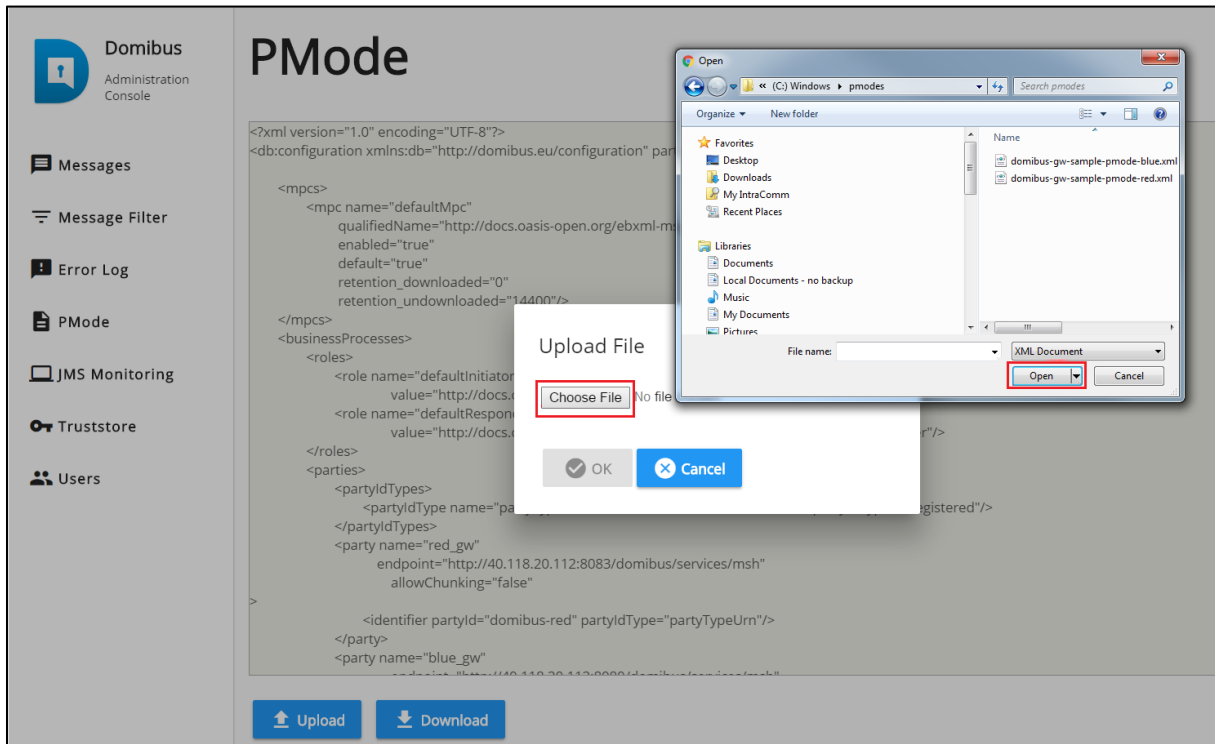 Domibus
Administration
Console
Messages
Message Filter
Error Log
PMode
JMS Monitoring
Truststore
Users
PMode
<?xml version="1.0" encoding="UTF-8"?>
<db:configuration xmlns:db="http://domibus.eu/configuration" par
<mpcs>
<mpc name="defaultMpc"
qualifiedName="http://docs.oasis-open.org/ebxml-m
enabled="true"
default="true"
retention_downloaded="0"
retention_undownloaded="14400"/>
</mpcs>
<businessProcesses>
<roles>
<role name="defaultInitiator
value="http://docs.
<role name="defaultRespon
value="http://docs. r"/>
</roles>
<parties>
<partyIdTypes>
<partyIdType name="pa egistered"/>
</partyIdTypes>
<party name="red_gw"
endpoint="http://40.118.20.112:8083/domibus/services/msh"
allowChunking="false"
>
<identifier partyId="domibus-red" partyIdType="partyTypeUrn"/>
</party>
<party name="blue_gw"
Upload
Download
Upload File
Choose File No file
OK
Cancel
Open
« (C:) Windows pmodes
Search pmodes
Organize New folder
Favorites
Desktop
Downloads
My IntraComm
Recent Places
Libraries
Documents
Local Documents - no backup
Music
My Documents
Pictures
Name
domibus-gw-sample-pmode-blue.xml
domibus-gw-sample-pmode-red.xml
File name:
XML Document
Open
Cancel